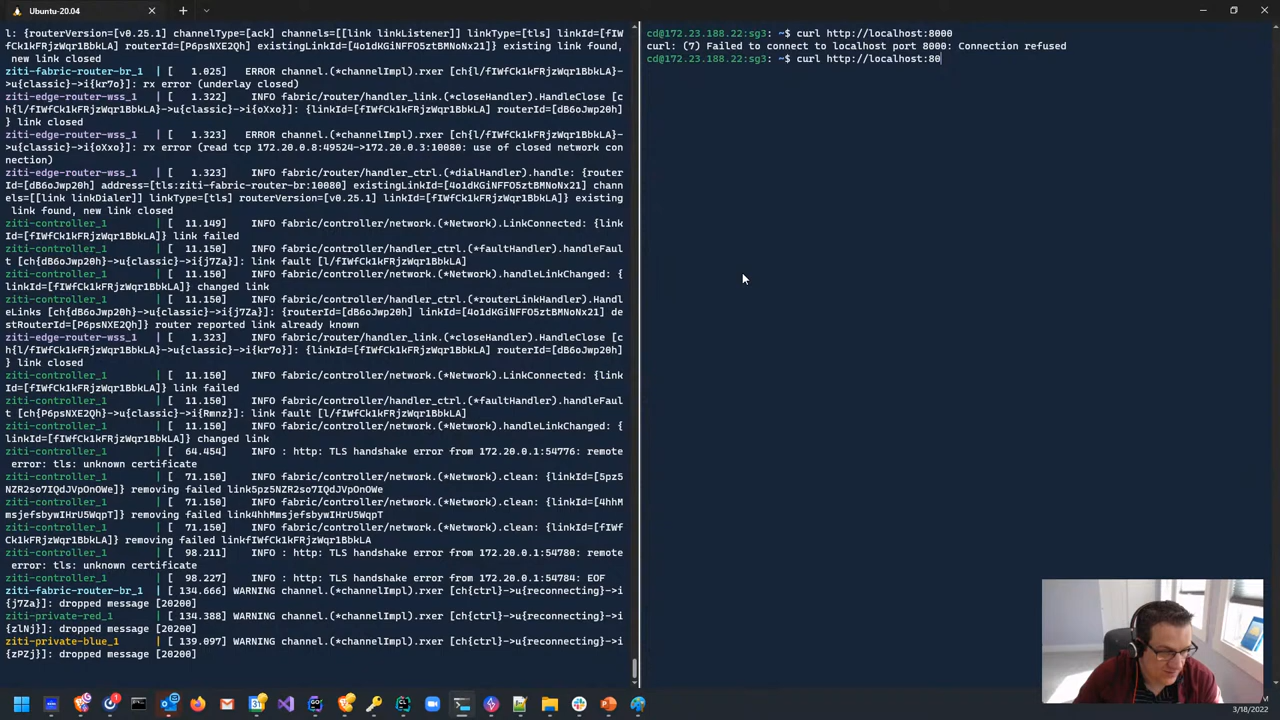 Ubuntu-20.04
l: {routerVersion=[v0.25.1] channelType=[ack] channels=[[link linkListener]] linkType=[tls] linkId=[fIW
fCk1kFRjzWqr1BbkLA] routerId=[P6psNXE2Qh] existingLinkId=[4o1dKGiNFFO5ztBMNoNx21]} existing link found,
new link closed
ziti-fabric-router-br_1 | [ 1.025] ERROR channel.(*channelImpl).rxer [ch{l/fIWfCk1kFRjzWqr1BbkLA}-
>u{classic}->i{kr7o}]: rx error (underlay closed)
ziti-edge-router-wss_1 | [ 1.322] INFO fabric/router/handler_link.(*closeHandler).HandleClose [
ch{l/fIWfCk1kFRjzWqr1BbkLA}->u{classic}->i{oXxo}]: {linkId=[fIWfCk1kFRjzWqr1BbkLA] routerId=[dB6oJwp20h]
} link closed
ziti-edge-router-wss_1 | [ 1.323] ERROR channel.(*channelImpl).rxer [ch{l/fIWfCk1kFRjzWqr1BbkLA}-
>u{classic}->i{oXxo}]: rx error (read tcp 172.20.0.8:49524->172.20.0.3:10080: use of closed network con
nection)
ziti-edge-router-wss_1 | [ 1.323] INFO fabric/router/handler_ctrl.(*dialHandler).handle: {router
Id=[dB6oJwp20h] address=[tls:ziti-fabric-router-br:10080] existingLinkId=[4o1dKGiNFFO5ztBMNoNx21] chann
els=[[link linkDialer]] linkType=[tls] routerVersion=[v0.25.1] linkId=[fIWfCk1kFRjzWqr1BbkLA]} existing
link found, new link closed
ziti-controller_1 | [ 11.149] INFO fabric/controller/network.(*Network).LinkConnected: {link
Id=[fIWfCk1kFRjzWqr1BbkLA]} link failed
ziti-controller_1 | [ 11.150] INFO fabric/controller/handler_ctrl.(*faultHandler).handleFau
lt [ch{dB6oJwp20h}->u{classic}->i{j7Za}]: link fault [l/fIWfCk1kFRjzWqr1BbkLA]
ziti-controller_1 | [ 11.150] INFO fabric/controller/network.(*Network).handleLinkChanged: {
linkId=[fIWfCk1kFRjzWqr1BbkLA]} changed link
ziti-controller_1 | [ 11.150] INFO fabric/controller/handler_ctrl.(*routerLinkHandler).Handl
eLinks [ch{dB6oJwp20h}->u{classic}->i{j7Za}]: {routerId=[dB6oJwp20h] linkId=[4o1dKGiNFFO5ztBMNoNx21] de
stRouterId=[P6psNXE2Qh]} router reported link already known
ziti-edge-router-wss_1 | [ 1.323] INFO fabric/router/handler_link.(*closeHandler).HandleClose [c
h{l/fIWfCk1kFRjzWqr1BbkLA}->u{classic}->i{kr7o}]: {linkId=[fIWfCk1kFRjzWqr1BbkLA] routerId=[dB6oJwp20h]
} link closed
ziti-controller_1 | [ 11.150] INFO fabric/controller/network.(*Network).LinkConnected: {link
Id=[fIWfCk1kFRjzWqr1BbkLA]} link failed
ziti-controller_1 | [ 11.150] INFO fabric/controller/handler_ctrl.(*faultHandler).handleFau
lt [ch{P6psNXE2Qh}->u{classic}->i{Rmnz}]: link fault [l/fIWfCk1kFRjzWqr1BbkLA]
ziti-controller_1 | [ 11.150] INFO fabric/controller/network.(*Network).handleLinkChanged: {
linkId=[fIWfCk1kFRjzWqr1BbkLA]} changed link
ziti-controller_1 | [ 64.454] INFO : http: TLS handshake error from 172.20.0.1:54776: remote
error: tls: unknown certificate
ziti-controller_1 | [ 71.150] INFO fabric/controller/network.(*Network).clean: {linkId=[5pz5
NZR2so7IQdJVpOnOWe]} removing failed link5pz5NZR2so7IQdJVpOnOWe
ziti-controller_1 | [ 71.150] INFO fabric/controller/network.(*Network).clean: {linkId=[4hhM
msjefsbywIHrU5WqpT]} removing failed link4hhMmsjefsbywIHrU5WqpT
ziti-controller_1 | [ 71.150] INFO fabric/controller/network.(*Network).clean: {linkId=[fIWf
Ck1kFRjzWqr1BbkLA]} removing failed linkfIWfCk1kFRjzWqr1BbkLA
ziti-controller_1 | [ 98.211] INFO : http: TLS handshake error from 172.20.0.1:54780: remote
error: tls: unknown certificate
ziti-controller_1 | [ 98.227] INFO : http: TLS handshake error from 172.20.0.1:54784: EOF
ziti-fabric-router-br_1 | [ 134.666] WARNING channel.(*channelImpl).rxer [ch{ctrl}->u{reconnecting}->i
{j7Za}]: dropped message [20200]
ziti-private-red_1 | [ 134.388] WARNING channel.(*channelImpl).rxer [ch{ctrl}->u{reconnecting}->i
{zlNj}]: dropped message [20200]
ziti-private-blue_1 | [ 139.097] WARNING channel.(*channelImpl).rxer [ch{ctrl}->u{reconnecting}->i
{zPZj}]: dropped message [20200]
cd@172.23.188.22:sg3: ~$ curl http://localhost:8000
curl: (7) Failed to connect to localhost port 8000: Connection refused
cd@172.23.188.22:sg3: ~$ curl http://localhost:80
3/18/2022